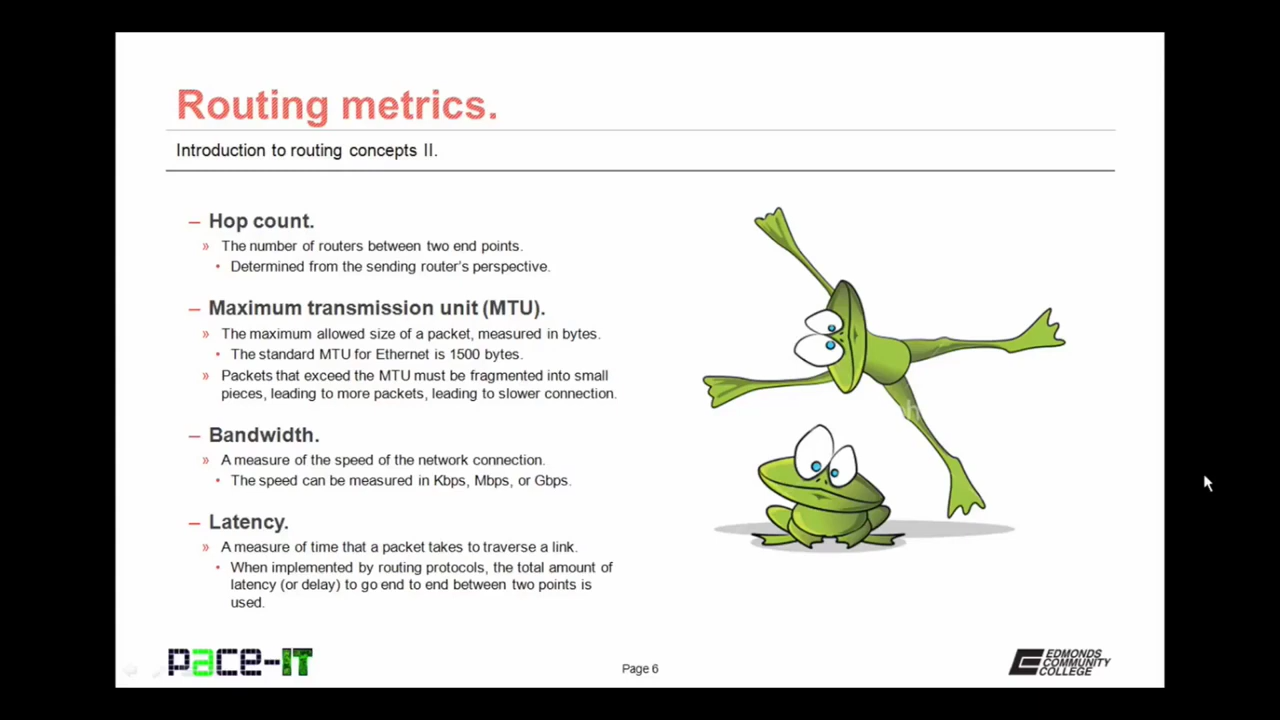 Routing metrics.
Introduction to routing concepts II.
– Hop count.
» The number of routers between two end points.
• Determined from the sending router's perspective.
– Maximum transmission unit (MTU).
» The maximum allowed size of a packet, measured in bytes.
• The standard MTU for Ethernet is 1500 bytes.
» Packets that exceed the MTU must be fragmented into small
pieces, leading to more packets, leading to slower connection.
– Bandwidth.
» A measure of the speed of the network connection.
• The speed can be measured in Kbps, Mbps, or Gbps.
– Latency.
» A measure of time that a packet takes to traverse a link.
• When implemented by routing protocols, the total amount of
latency (or delay) to go end to end between two points is
used.
pace-IT
Page 6
EDMONDS
COMMUNITY
COLLEGE